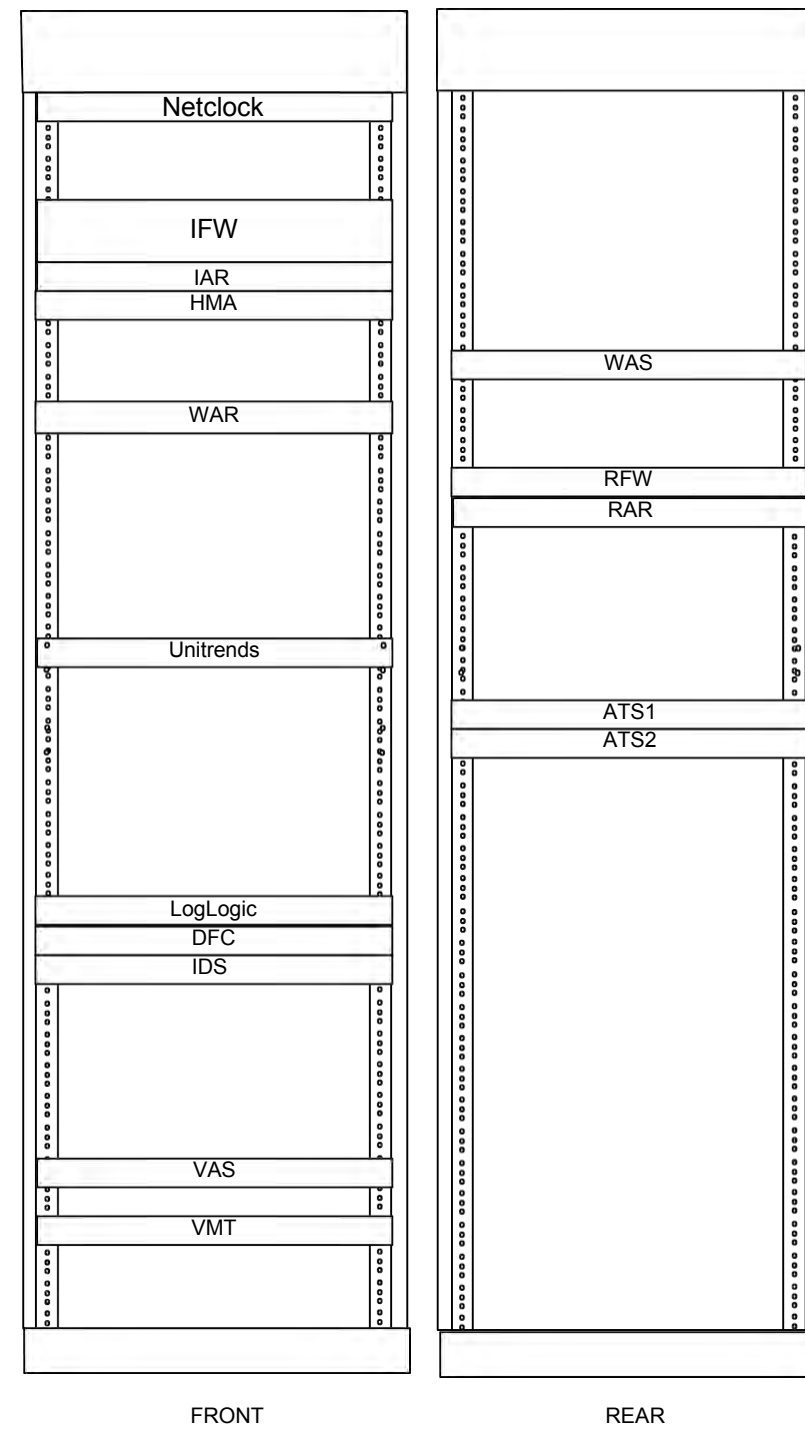 Netclock
IFW
IAR
HMA
WAR
Unitrends
LogLogic
DFC
IDS
VAS
VMT
FRONT
WAS
RFW
RAR
ATS1
ATS2
REAR